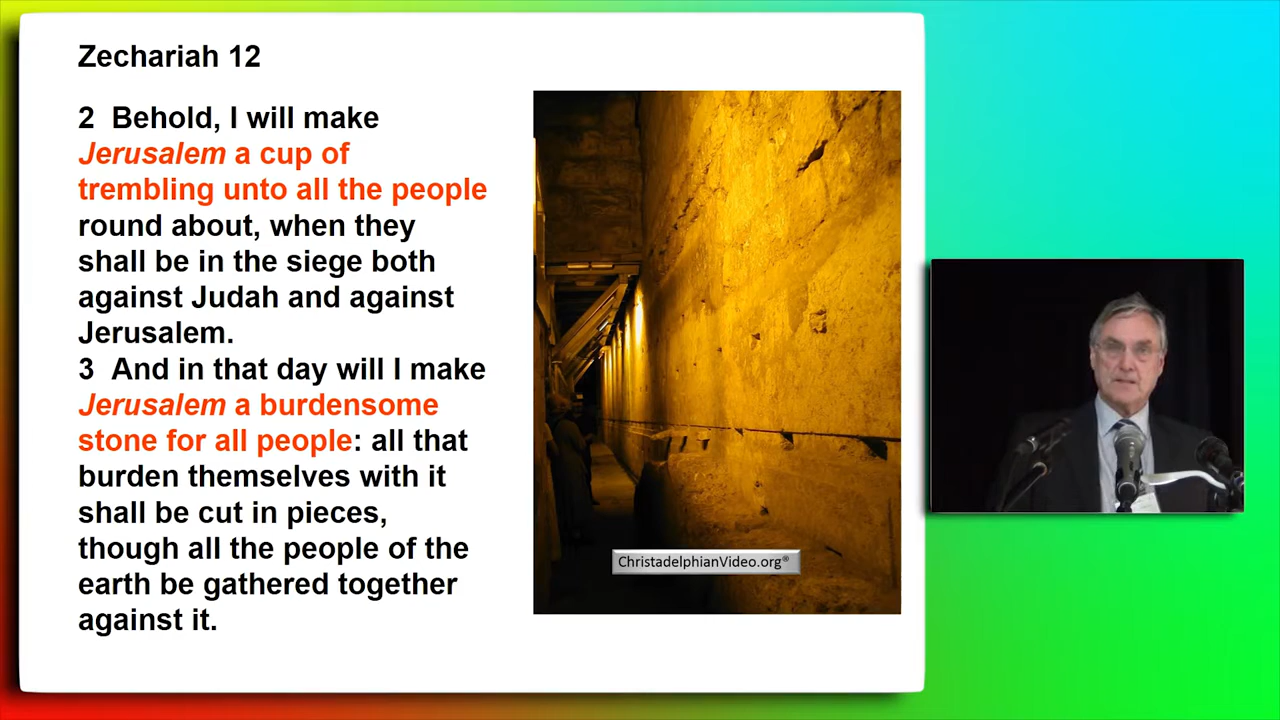 Zechariah 12
2 Behold, I will make
Jerusalem a cup of
trembling unto all the people
round about, when they
shall be in the siege both
against Judah and against
Jerusalem.
3 And in that day will I make
Jerusalem a burdensome
stone for all people: all that
burden themselves with it
shall be cut in pieces,
though all the people of the
earth be gathered together
against it.
ChristadelphianVideo.org®